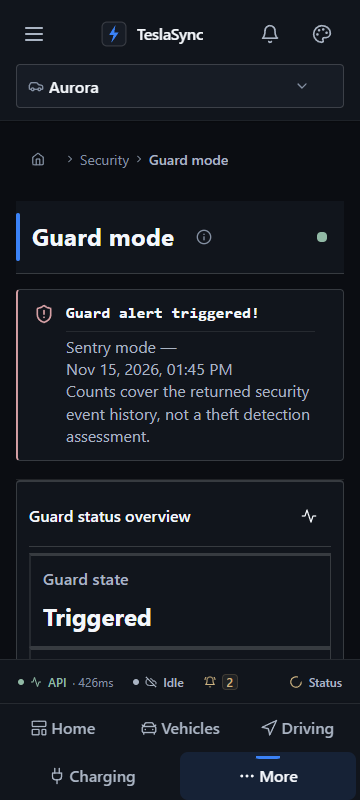 TeslaSync
Aurora
Security
Guard mode
Guard mode
Guard alert triggered!
Sentry mode —
Nov 15, 2026, 01:45 PM
Counts cover the returned security
event history, not a theft detection
assessment.
Guard status overview
Guard state
Triggered
API · 426ms
Idle
2
Status
Home
Vehicles
Driving
Charging
More